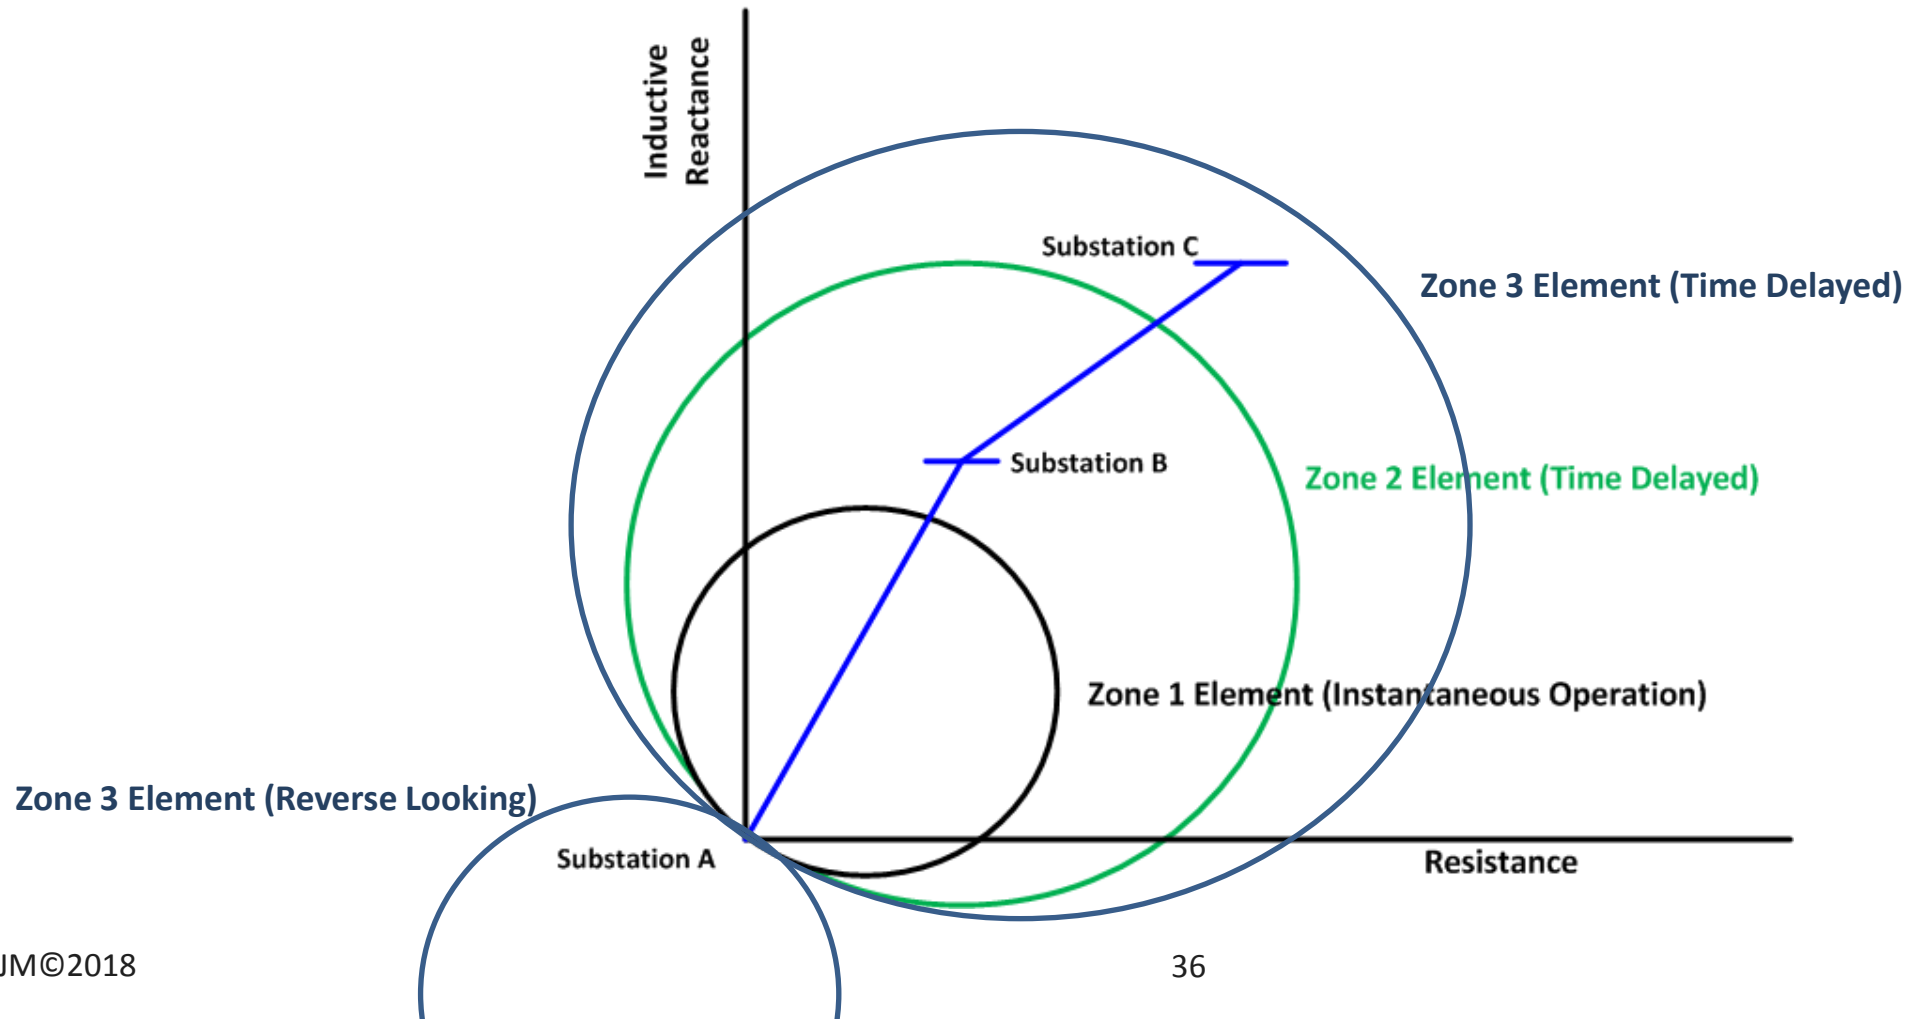 Inductive
Reactance
Substation C
Zone 3 Element (Time Delayed)
Substation B
Zone 2 Element (Time Delayed)
Zone 1 Element (Instantaneous Operation)
Zone 3 Element (Reverse Looking)
Substation A
Resistance
JM©2018
36